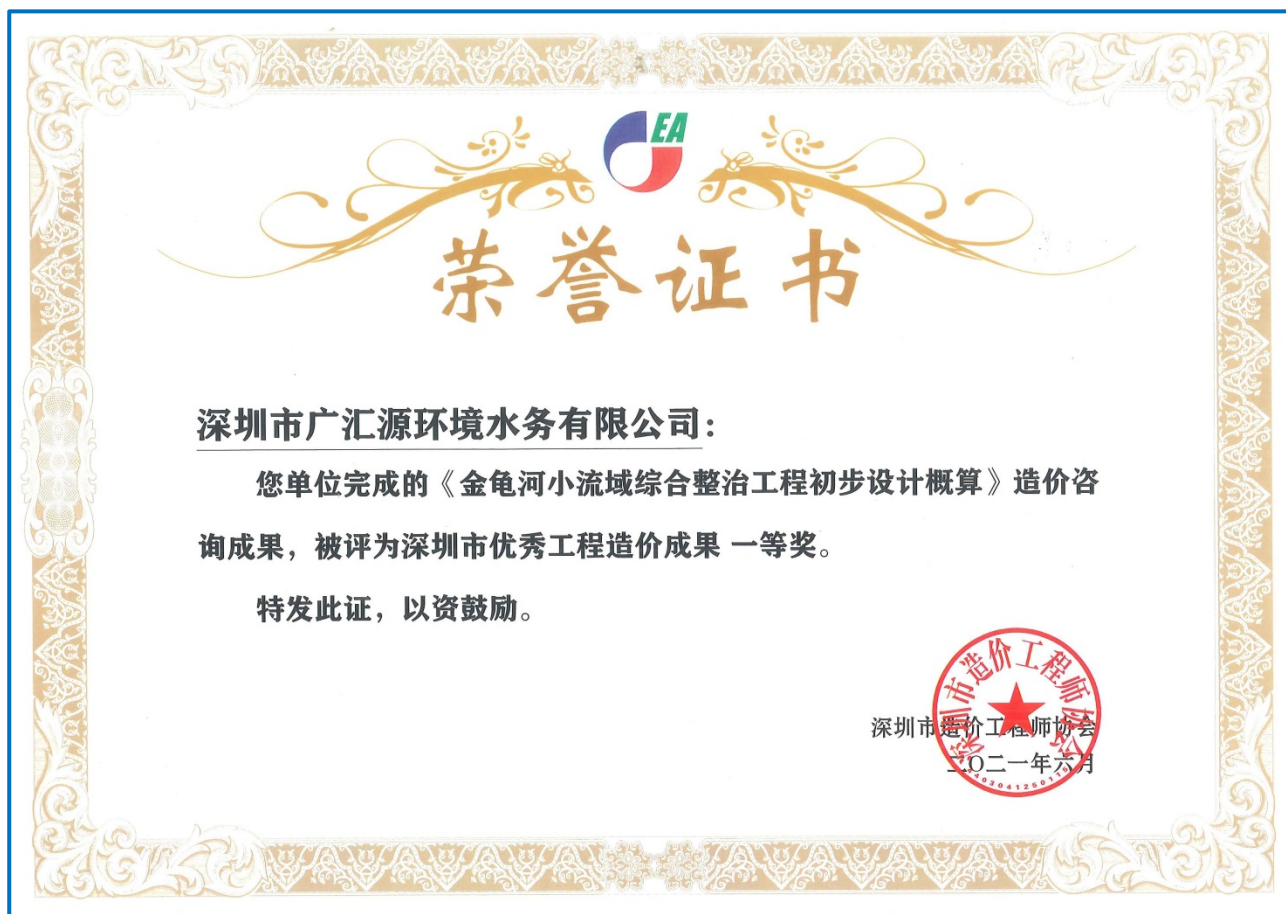 EA
荣誉证书
深圳市广汇源环境水务有限公司：
您单位完成的《金龟河小流域综合整治工程初步设计概算》造价咨
询成果，被评为深圳市优秀工程造价成果 一等奖。
特发此证，以资鼓励。
深圳市造价工程师协会
深圳市造价工程师协会
二〇二一年六月